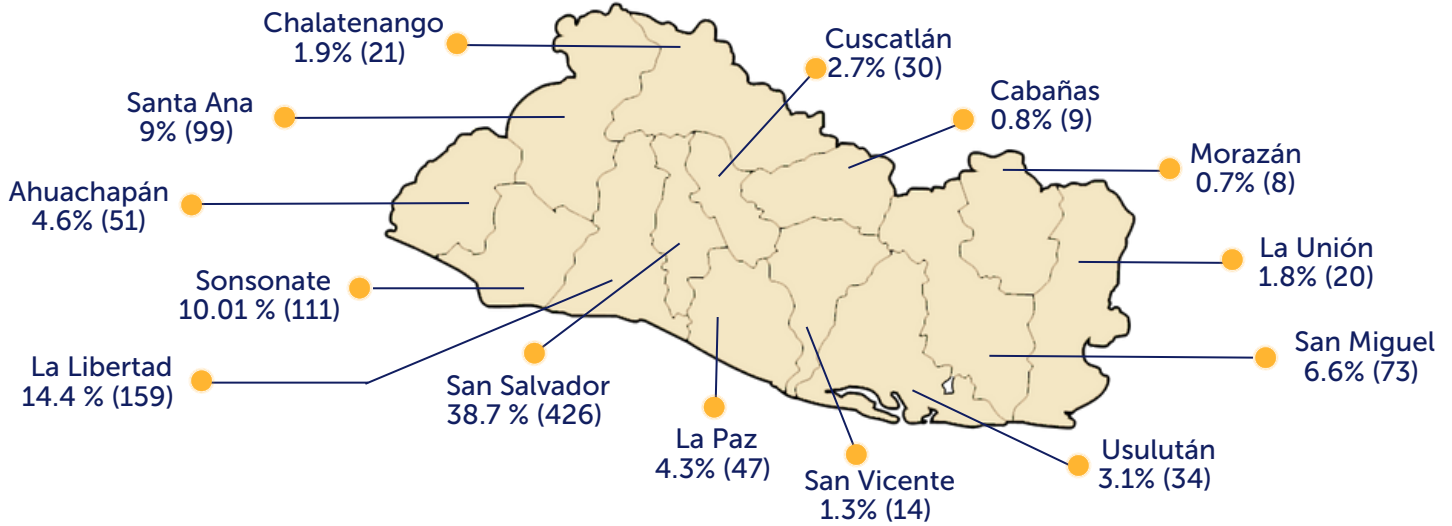 Chalatenango
1.9% (21)
Cuscatlán
2.7% (30)
Cabañas
0.8% (9)
Santa Ana
9% (99)
Morazán
0.7% (8)
Ahuachapán
4.6% (51)
La Unión
1.8% (20)
Sonsonate
10.01 % (111)
San Miguel
6.6% (73)
La Libertad
14.4 % (159)
San Salvador
38.7 % (426)
La Paz
4.3% (47)
Usulután
3.1% (34)
San Vicente
1.3% (14)